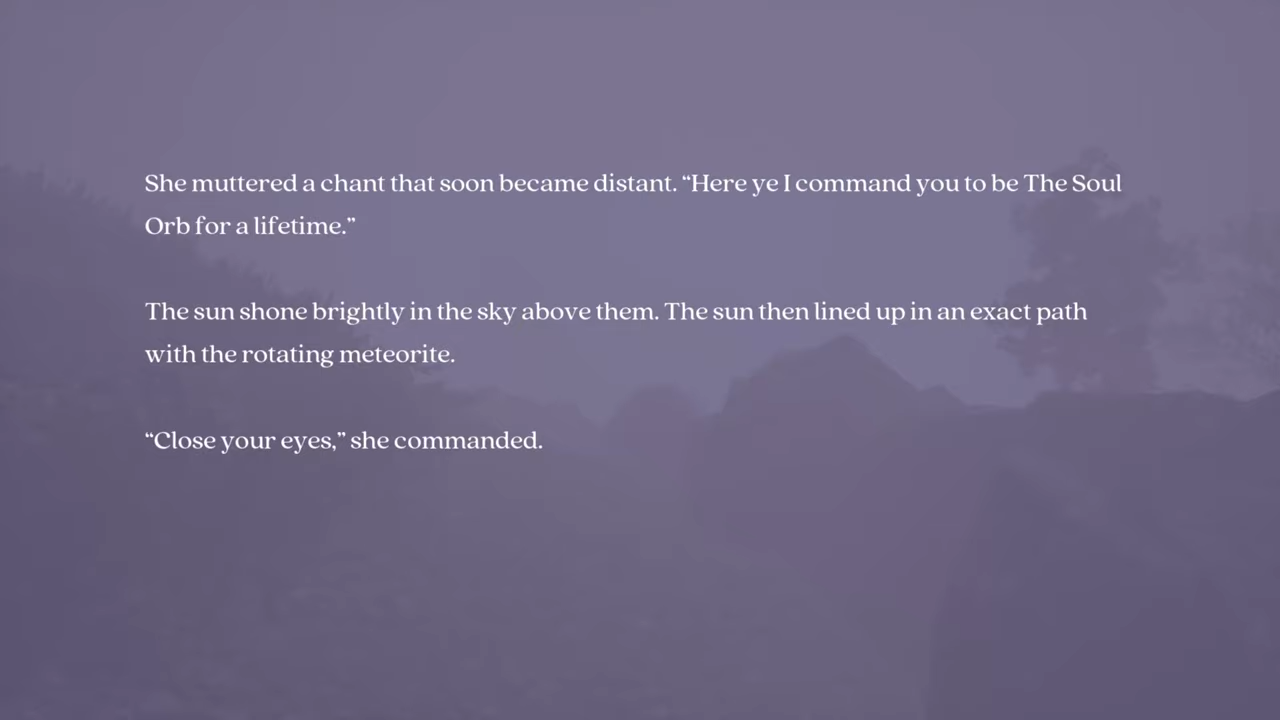 She muttered a chant that soon became distant. “Here ye I command you to be The Soul
Orb for a lifetime.”
The sun shone brightly in the sky above them. The sun then lined up in an exact path
with the rotating meteorite.
“Close your eyes,” she commanded.